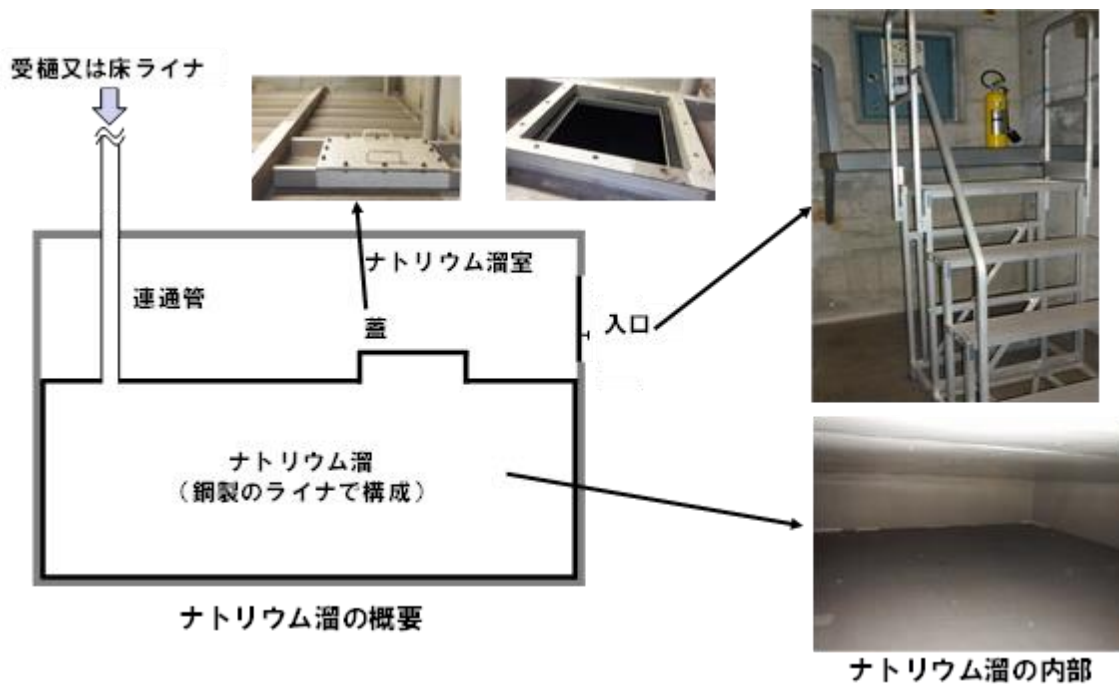 受樋又は床ライナ
ナトリウム溜室
連通管
蓋
入口
ナトリウム溜
（鋼製のライナで構成）
ナトリウム溜の概要
ナトリウム溜の内部